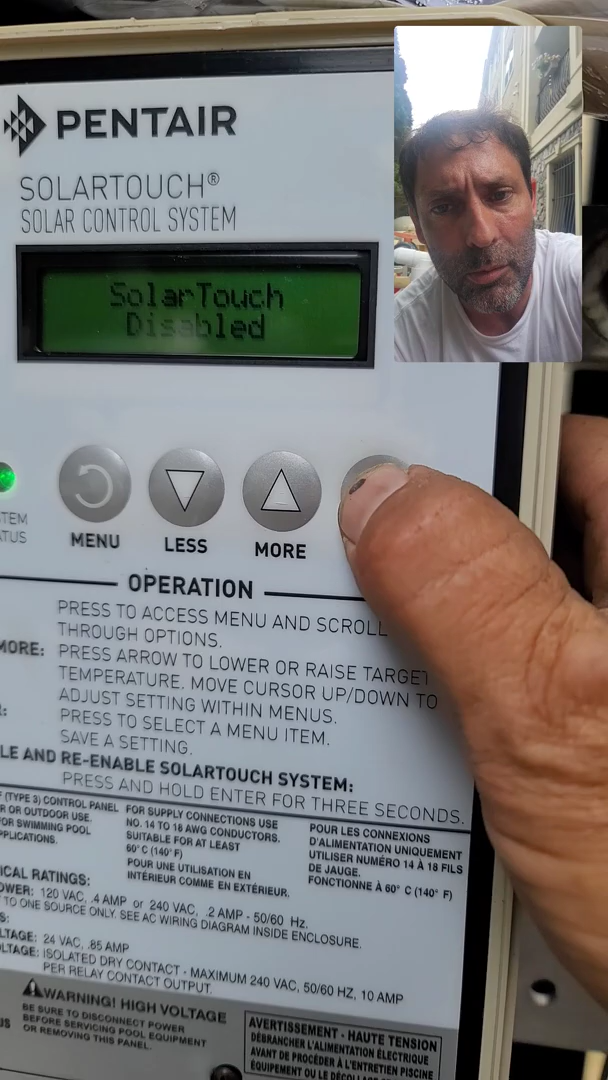 PENTAIR
SOLARTOUCH®
SOLAR CONTROL SYSTEM
SolarTouch
Disabled
MENU
LESS
MORE
OPERATION
PRESS TO ACCESS MENU AND SCROLL
THROUGH OPTIONS.
MORE: PRESS ARROW TO LOWER OR RAISE TARGET
TEMPERATURE. MOVE CURSOR UP/DOWN TO
ADJUST SETTING WITHIN MENUS.
PRESS TO SELECT A MENU ITEM.
SAVE A SETTING.
AND RE-ENABLE SOLARTOUCH SYSTEM:
PRESS AND HOLD ENTER FOR THREE SECONDS.
(TYPE 3) CONTROL PANEL
OR OUTDOOR USE.
SWIMMING POOL
FOR SUPPLY CONNECTIONS USE
NO. 14 TO 18 AWG CONDUCTORS.
SUITABLE FOR AT LEAST
60° C (140° F)
POUR UNE UTILISATION EN
INTÉRIEUR COMME EN EXTÉRIEUR.
POUR LES CONNEXIONS
D'ALIMENTATION UNIQUEMENT
UTILISER NUMÉRO 14 À 18 FILS
DE JAUGE.
FONCTIONNE À 60° C (140° F)
RATINGS:
120 VAC, .4 AMP or 240 VAC, .2 AMP - 50/60 Hz.
TO ONE SOURCE ONLY. SEE AC WIRING DIAGRAM INSIDE ENCLOSURE.
24 VAC, .85 AMP
ISOLATED DRY CONTACT - MAXIMUM 240 VAC, 50/60 HZ, 10 AMP
PER RELAY CONTACT OUTPUT.
WARNING! HIGH VOLTAGE
BE SURE TO DISCONNECT POWER
BEFORE SERVICING POOL EQUIPMENT
OR REMOVING THIS PANEL.
AVERTISSEMENT - HAUTE TENSION
DÉBRANCHER L'ALIMENTATION ÉLECTRIQUE
AVANT DE PROCÉDER À L'ENTRETIEN PISCINE
ÉQUIPEMENT OU LE